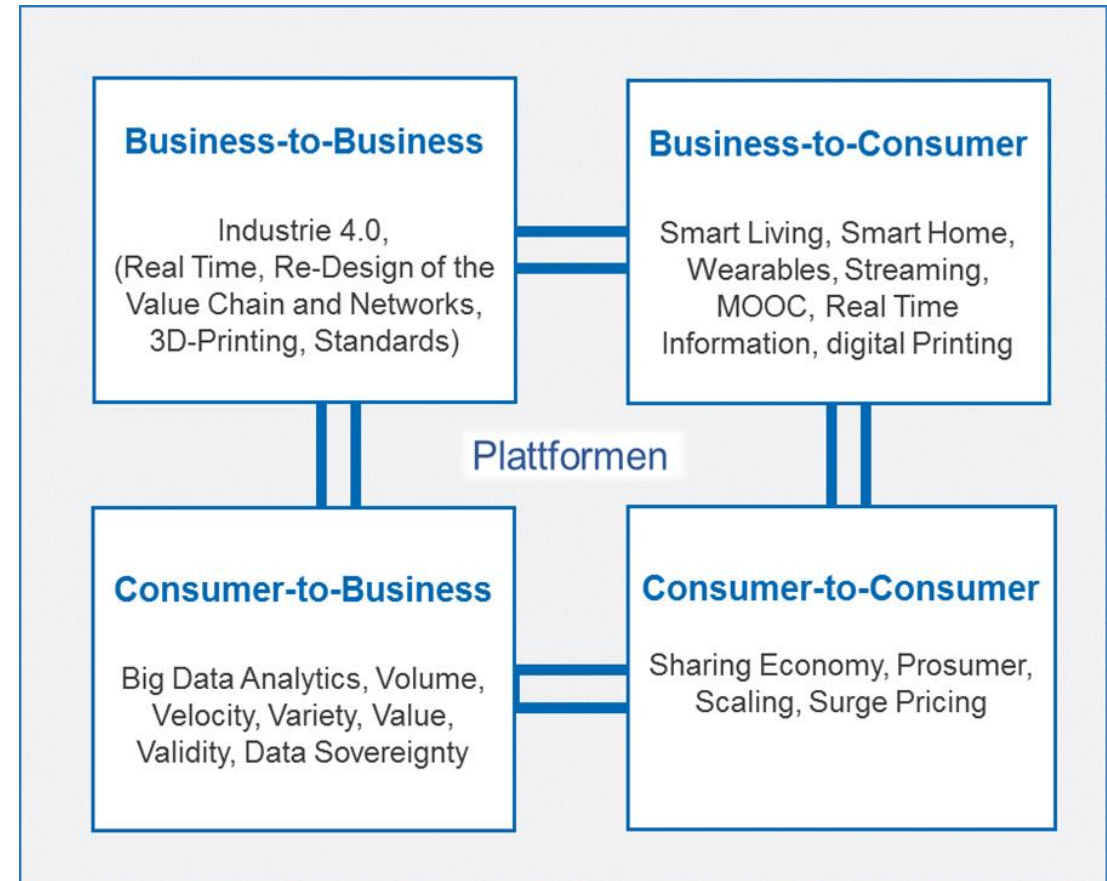 Business-to-Business
Industrie 4.0,
(Real Time, Re-Design of the
Value Chain and Networks,
3D-Printing, Standards)
Business-to-Consumer
Smart Living, Smart Home,
Wearables, Streaming,
MOOC, Real Time
Information, digital Printing
Plattformen
Consumer-to-Business
Big Data Analytics, Volume,
Velocity, Variety, Value,
Validity, Data Sovereignty
Consumer-to-Consumer
Sharing Economy, Prosumer,
Scaling, Surge Pricing